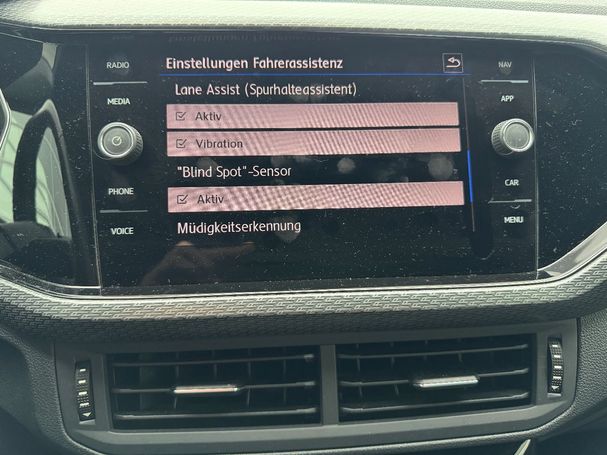 RADIO
MEDIA
PHONE
VOICE
Einstellungen Fahrerassistenz
Lane Assist (Spurhalteassistent)
Aktiv
Vibration
"Blind Spot"-Sensor
Aktiv
Müdigkeitserkennung
NAV
APP
CAR
MENU